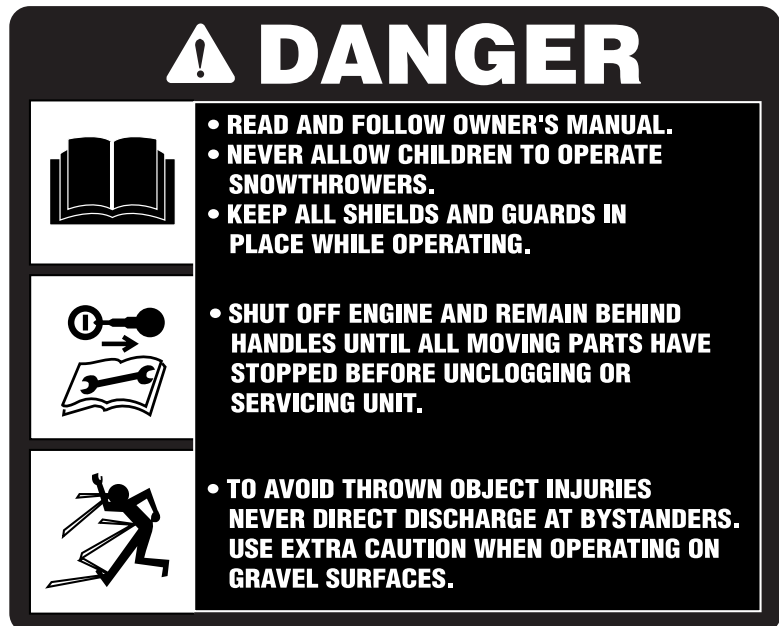 DANGER
• READ AND FOLLOW OWNER'S MANUAL.
• NEVER ALLOW CHILDREN TO OPERATE
SNOWTHROWERS.
• KEEP ALL SHIELDS AND GUARDS IN
PLACE WHILE OPERATING.
• SHUT OFF ENGINE AND REMAIN BEHIND
HANDLES UNTIL ALL MOVING PARTS HAVE
STOPPED BEFORE UNCLOGGING OR
SERVICING UNIT.
• TO AVOID THROWN OBJECT INJURIES
NEVER DIRECT DISCHARGE AT BYSTANDERS.
USE EXTRA CAUTION WHEN OPERATING ON
GRAVEL SURFACES.